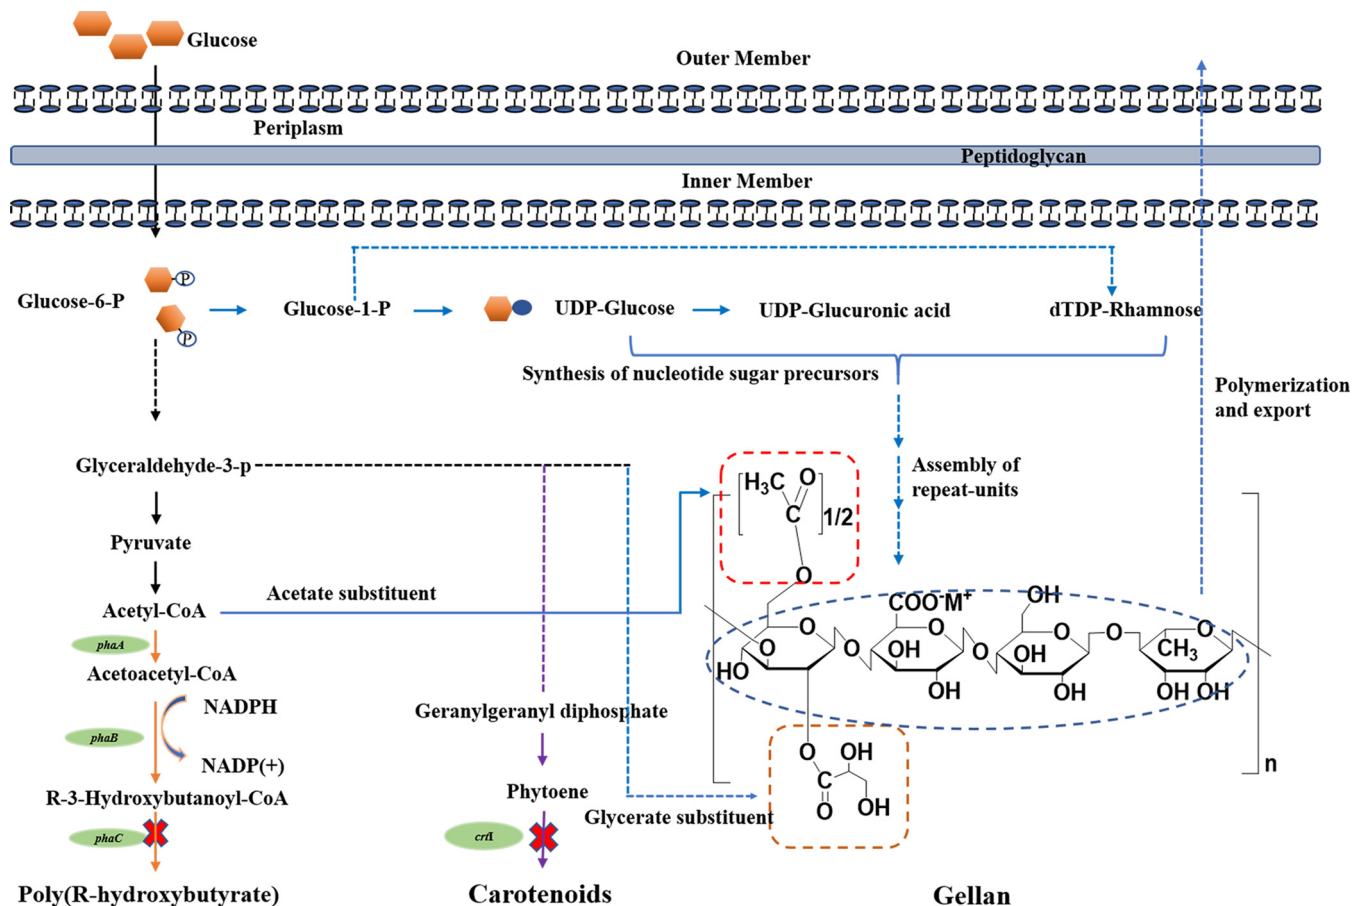 Glucose
Outer Member
Periplasm
Peptidoglycan
Inner Member
Glucose-6-P
P
P
Glucose-1-P
UDP-Glucose
UDP-Glucuronic acid
dTDP-Rhamnose
Synthesis of nucleotide sugar precursors
Polymerization
and export
Glyceraldehyde-3-p
Assembly of
repeat-units
H3C
O
C
1/2
O
Pyruvate
Acetyl-CoA
Acetate substituent
COO-M+
OH
O
O
O
O
O
O
O
O
OH
OH
CH3
HO
OH
OH
OH
OH
phaA
Acetoacetyl-CoA
NADPH
phaB
NADP(+)
Geranylgeranyl diphosphate
O
OH
C
O
OH
n
R-3-Hydroxybutanoyl-CoA
Phytoene
Glycerate substituent
phaC
crtI
Poly(R-hydroxybutyrate)
Carotenoids
Gellan